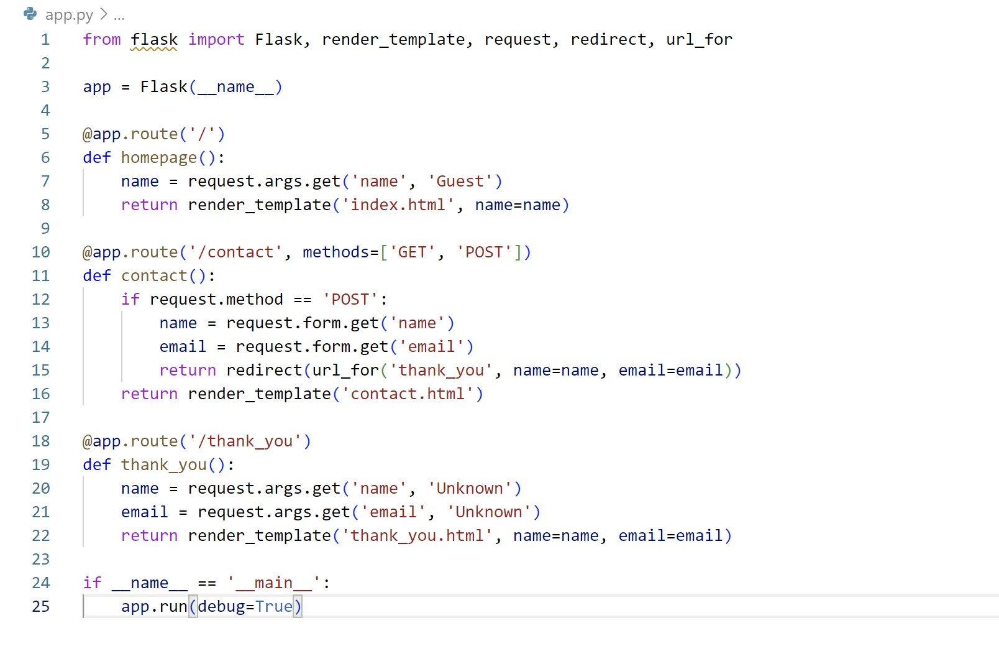 app.py > ...
1 from flask import Flask, render_template, request, redirect, url_for
2
3 app = Flask(__name__)
4
5 @app.route('/')
6 def homepage():
7     name = request.args.get('name', 'Guest')
8     return render_template('index.html', name=name)
9
10 @app.route('/contact', methods=['GET', 'POST'])
11 def contact():
12     if request.method == 'POST':
13         name = request.form.get('name')
14         email = request.form.get('email')
15         return redirect(url_for('thank_you', name=name, email=email))
16     return render_template('contact.html')
17
18 @app.route('/thank_you')
19 def thank_you():
20     name = request.args.get('name', 'Unknown')
21     email = request.args.get('email', 'Unknown')
22     return render_template('thank_you.html', name=name, email=email)
23
24 if __name__ == '__main__':
25     app.run(debug=True)